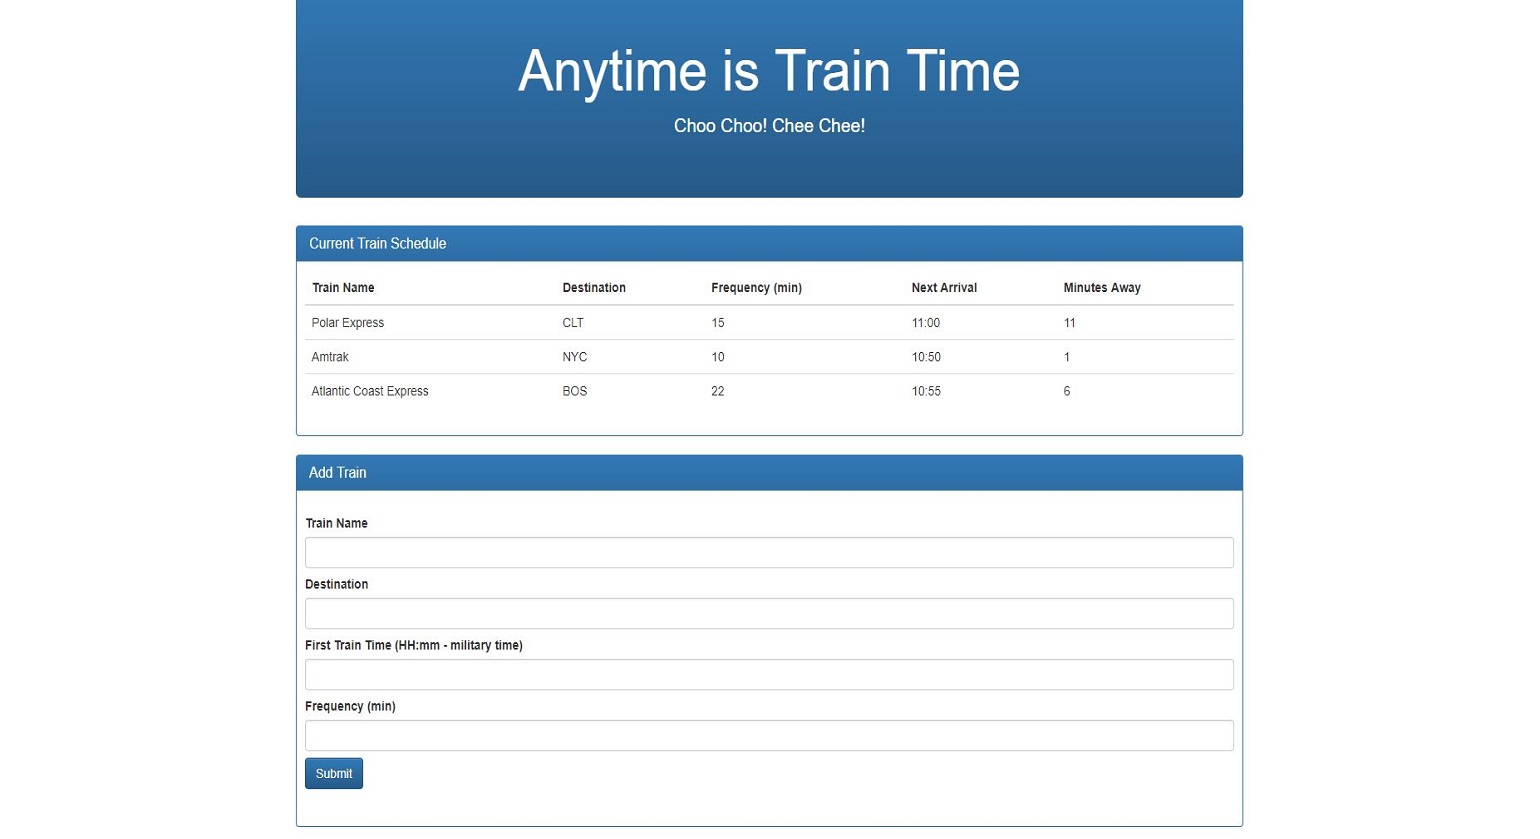 Anytime is Train Time
Choo Choo! Chee Chee!
Current Train Schedule
Train Name Destination Frequency (min) Next Arrival Minutes Away
Polar Express CLT 15 11:00 11
Amtrak NYC 10 10:50 1
Atlantic Coast Express BOS 22 10:55 6
Add Train
Train Name
Destination
First Train Time (HH:mm - military time)
Frequency (min)
Submit